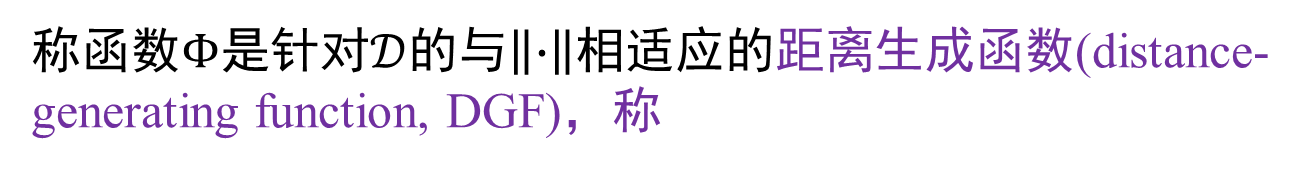 称函数Φ是针对𝒟的与‖·‖相适应的距离生成函数(distance-
generating function, DGF)，称